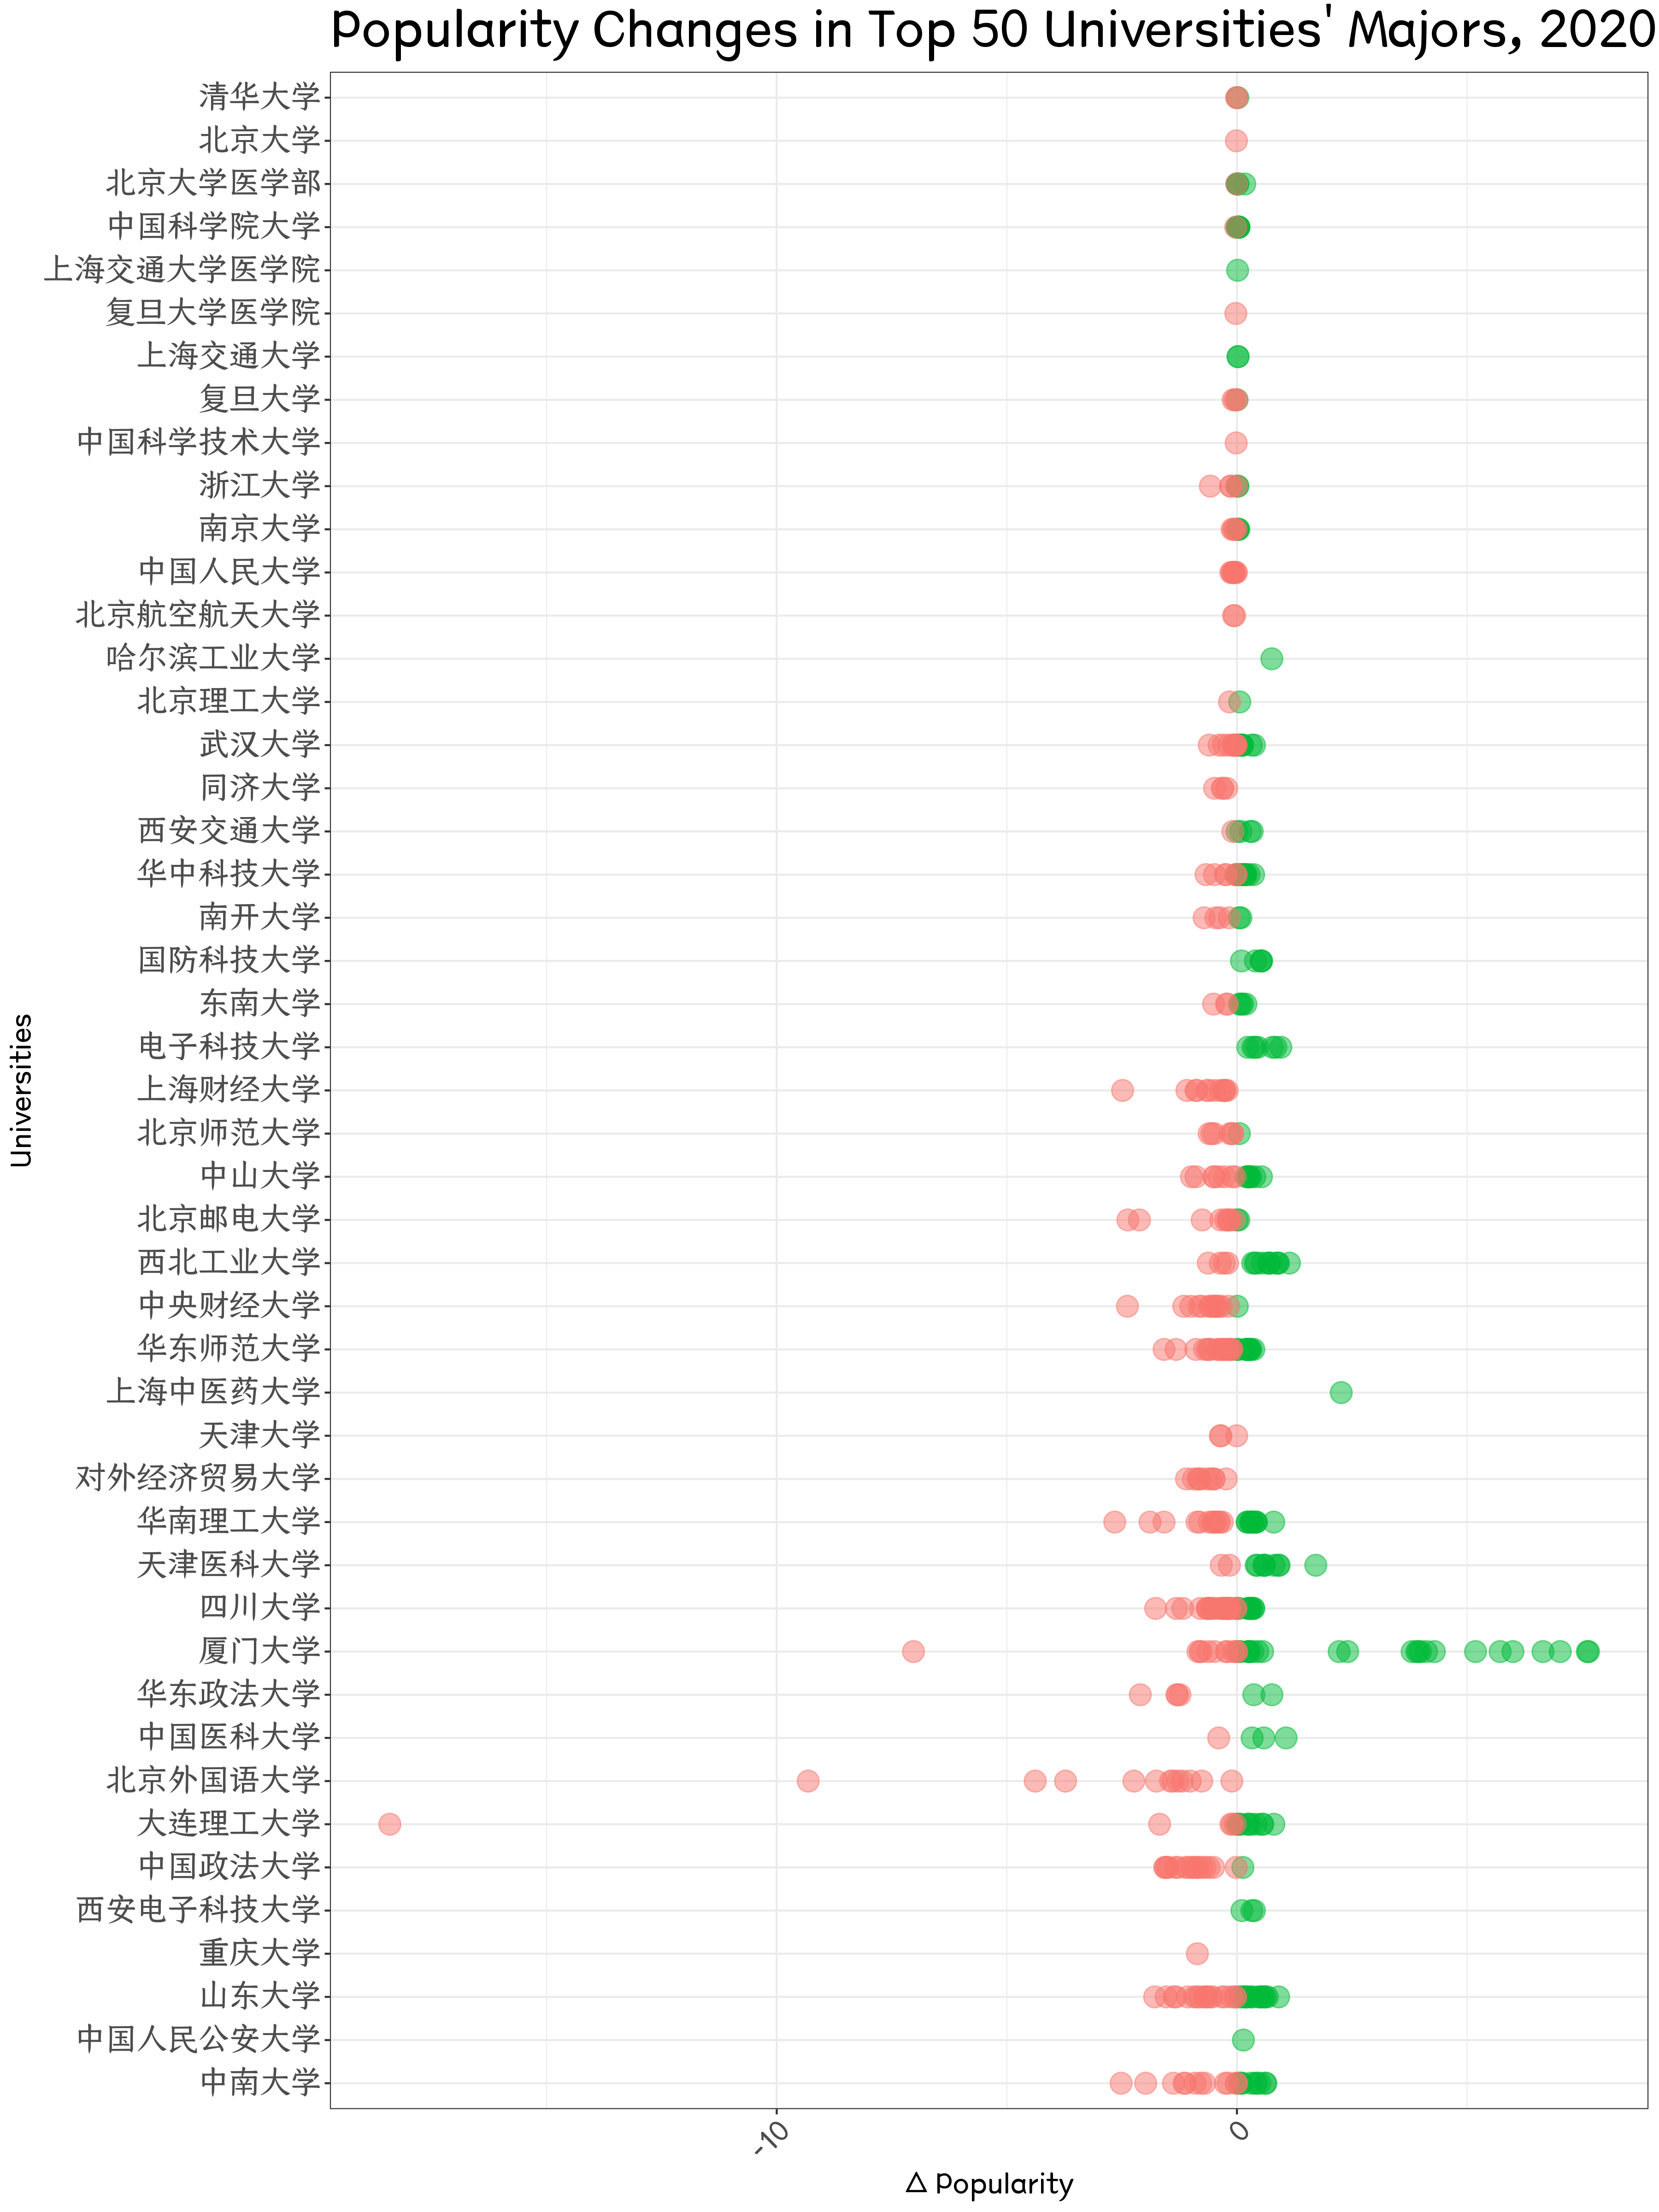 Popularity Changes in Top 50 Universities' Majors, 2020
清华大学
北京大学
北京大学医学部
中国科学院大学
上海交通大学医学院
复旦大学医学院
上海交通大学
复旦大学
中国科学技术大学
浙江大学
南京大学
中国人民大学
北京航空航天大学
哈尔滨工业大学
北京理工大学
武汉大学
同济大学
西安交通大学
华中科技大学
南开大学
国防科技大学
东南大学
电子科技大学
上海财经大学
北京师范大学
中山大学
北京邮电大学
西北工业大学
中央财经大学
华东师范大学
上海中医药大学
天津大学
对外经济贸易大学
华南理工大学
天津医科大学
四川大学
厦门大学
华东政法大学
中国医科大学
北京外国语大学
大连理工大学
中国政法大学
西安电子科技大学
重庆大学
山东大学
中国人民公安大学
中南大学
Universities
-10 0
△ Popularity